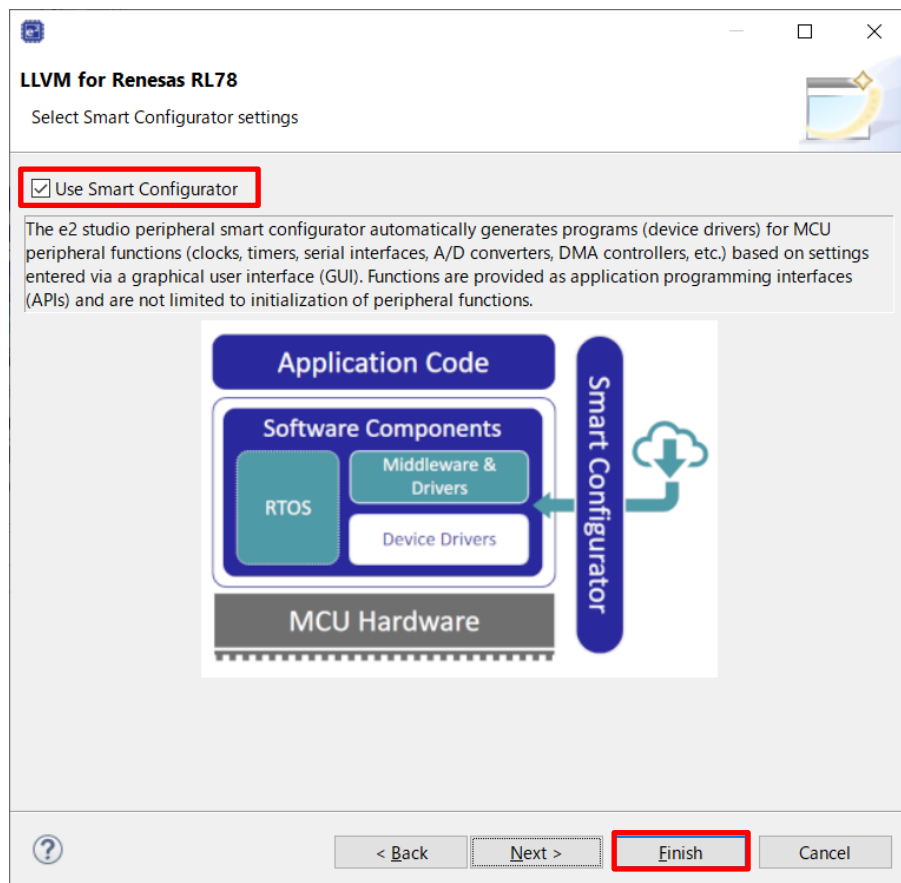 e²
LLVM for Renesas RL78
Select Smart Configurator settings
Use Smart Configurator
The e2 studio peripheral smart configurator automatically generates programs (device drivers) for MCU
peripheral functions (clocks, timers, serial interfaces, A/D converters, DMA controllers, etc.) based on settings
entered via a graphical user interface (GUI). Functions are provided as application programming interfaces
(APIs) and are not limited to initialization of peripheral functions.
Application Code
Software Components
Middleware &
Drivers
RTOS
Device Drivers
MCU Hardware
Smart Configurator
?
< Back
Next >
Finish
Cancel